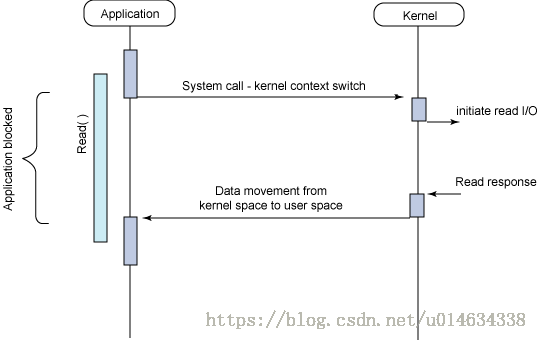 Application
Kernel
System call - kernel context switch
initiate read I/O
Application blocked
Read( )
Read response
Data movement from
kernel space to user space
https://blog.csdn.net/u014634338